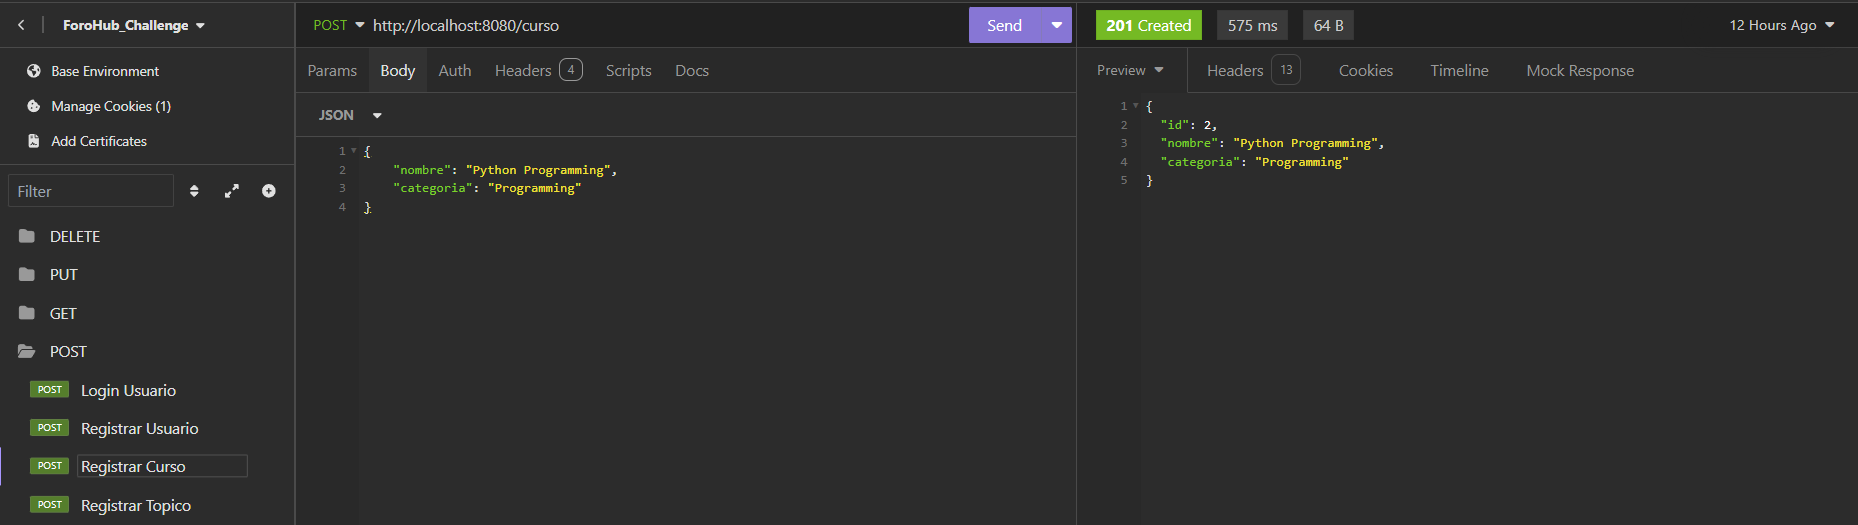 ForoHub_Challenge
Base Environment
Manage Cookies (1)
Add Certificates
Filter
DELETE
PUT
GET
POST
POST Login Usuario
POST Registrar Usuario
POST Registrar Curso
POST Registrar Topico
POST http://localhost:8080/curso Send
Params Body Auth Headers 4 Scripts Docs
JSON
1 {
2 "nombre": "Python Programming",
3 "categoria": "Programming"
4 }
201 Created 575 ms 64 B 12 Hours Ago
Preview Headers 13 Cookies Timeline Mock Response
1 {
2 "id": 2,
3 "nombre": "Python Programming",
4 "categoria": "Programming"
5 }